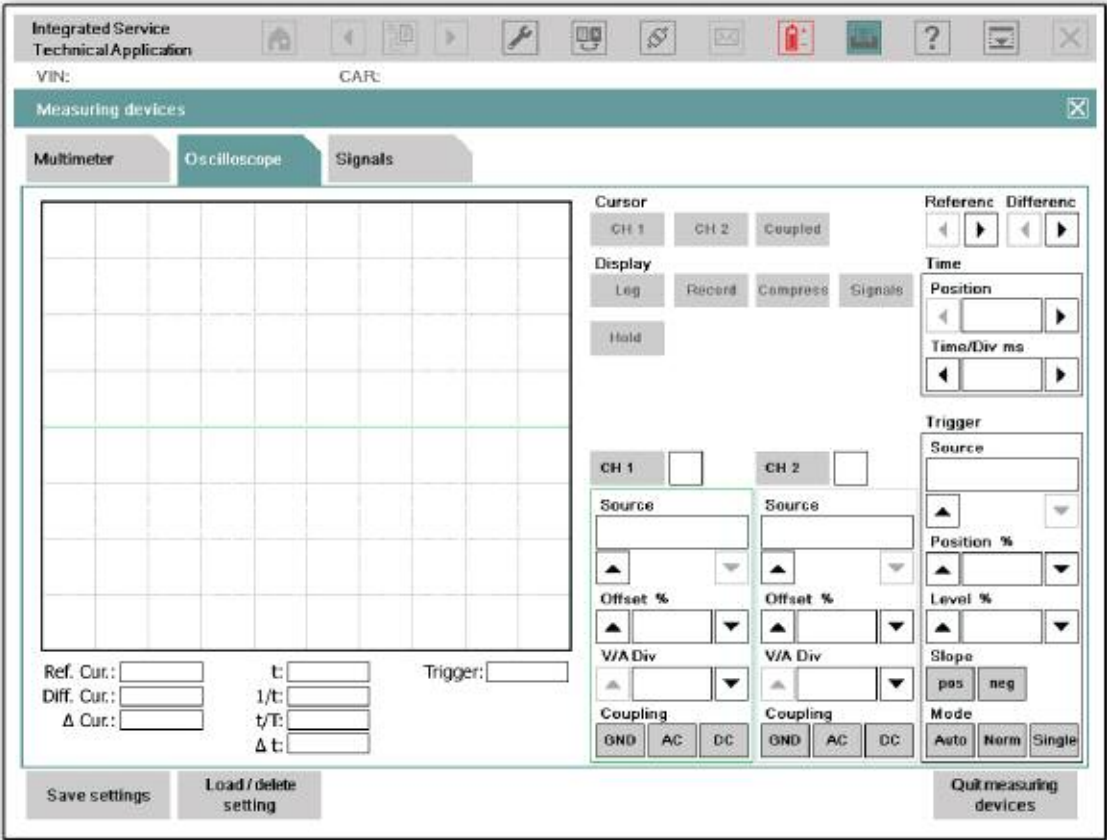 Integrated Service
Technical Application
?
VIN: CAR:
Measuring devices
Multimeter Oscilloscope Signals
Cursor
CH 1 CH 2 Coupled
Display
Log Record Compress Signals
Hold
Referenc Differenc
Time
Position
Time/Div ms
Trigger
Source
Position %
Level %
Slope
pos neg
Mode
Auto Norm Single
CH 1 CH 2
Source Source
Offset % Offset %
V/A Div V/A Div
Coupling Coupling
GND AC DC GND AC DC
Ref. Cur.: t: Trigger:
Diff. Cur.: 1/t:
Δ Cur.: t/T:
Δ t:
Save settings
Load / delete
setting
Quit measuring
devices